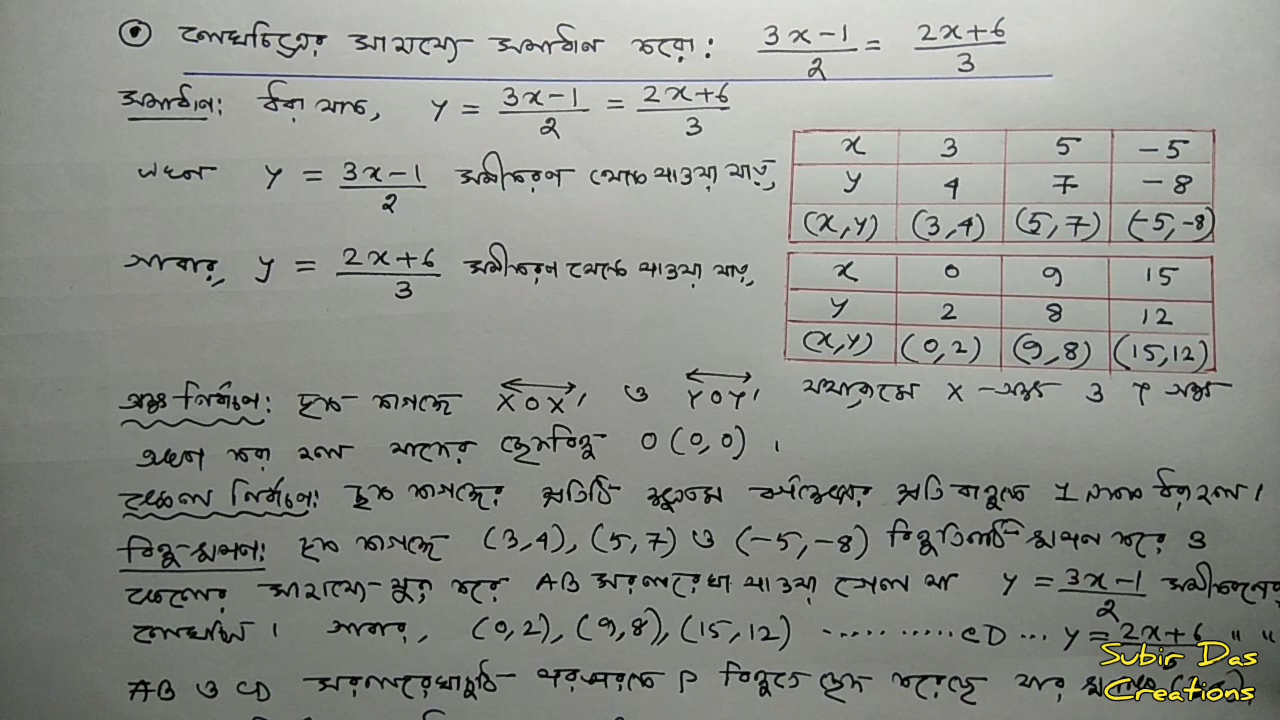 লেখচিত্রের সাহায্যে সমাধান করো: (3x-1)/2 = (2x+6)/3
সমাধান: ধরা যাক, y = (3x-1)/2 = (2x+6)/3
এখন y = (3x-1)/2 সমীকরণ থেকে পাওয়া যায়,
x 3 5 -5
y 4 7 -8
(x,y) (3,4) (5,7) (-5,-8)
আবার, y = (2x+6)/3 সমীকরণ থেকে পাওয়া যায়,
x 0 9 15
y 2 8 12
(x,y) (0,2) (9,8) (15,12)
অক্ষ নির্বাচন: ছক কাগজে XOX' ও YOY' যথাক্রমে X-অক্ষ ও Y অক্ষ
গ্রহণ করা হল যাদের ছেদবিন্দু O(0,0)।
স্কেল নির্বাচন: ছক কাগজের প্রতিটি ক্ষুদ্রতম বর্গক্ষেত্রের প্রতি বাহুকে 1 একক ধরা হল।
বিন্দু স্থাপন: ছক কাগজে (3,4), (5,7) ও (-5,-8) বিন্দু তিনটি স্থাপন করে ও
স্কেলের সাহায্যে যুক্ত করে AB সরলরেখা পাওয়া গেল যা y = (3x-1)/2 সমীকরণের
লেখচিত্র। আবার, (0,2), (9,8), (15,12) ........... CD ... y = (2x+6) " "
AB ও CD সরলরেখা দুটি পরস্পরকে P বিন্দুতে ছেদ করেছে যার
Subir Das
Creations